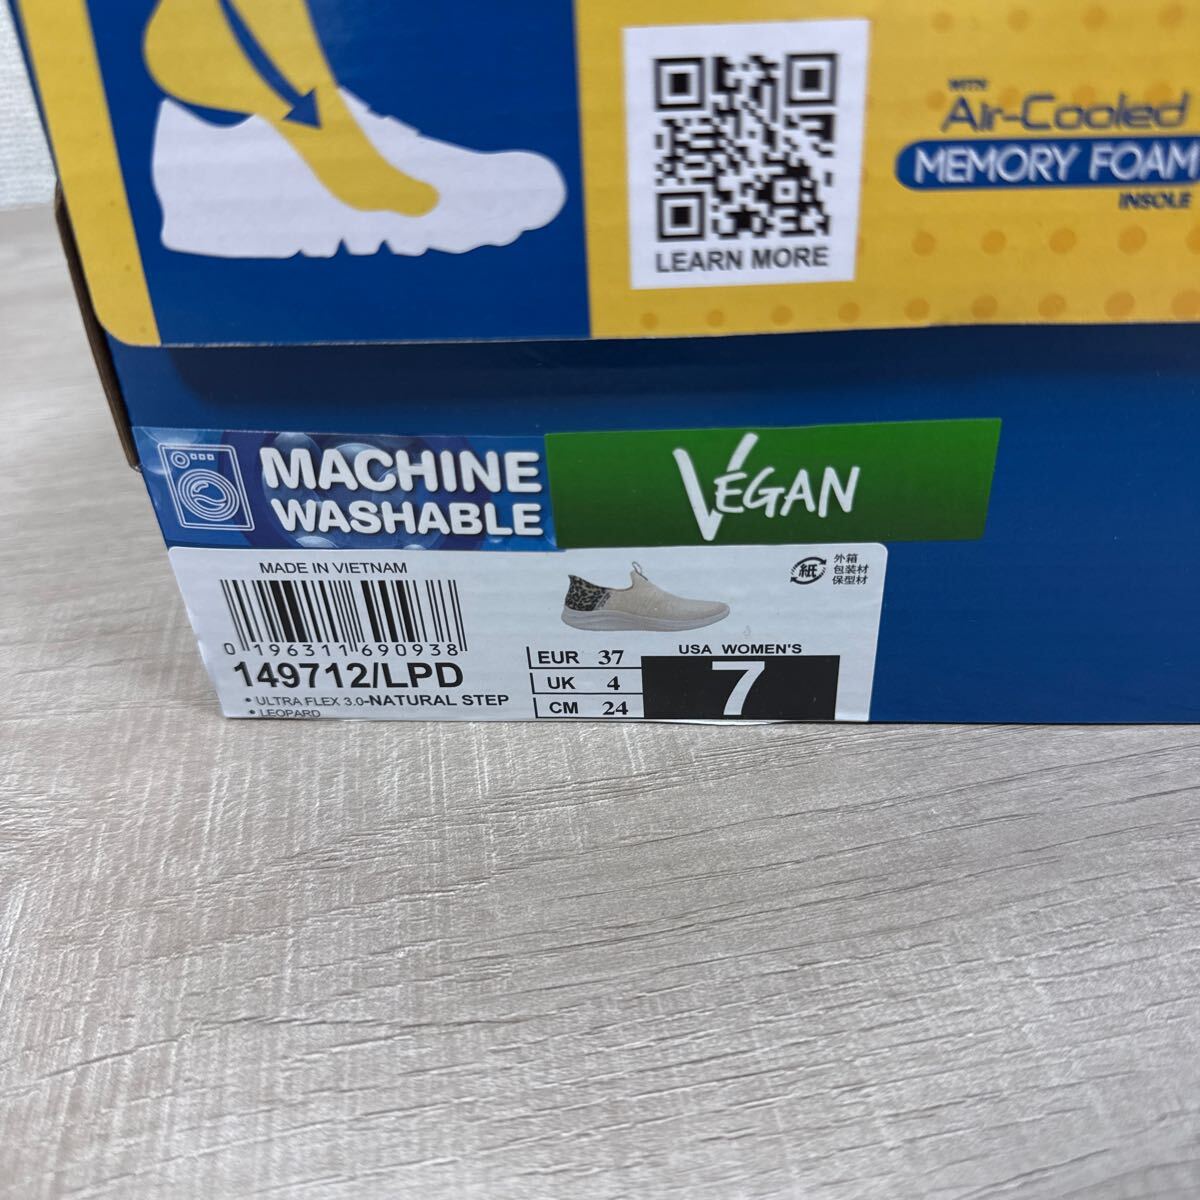 WITH
Air-Cooled
MEMORY FOAM
INSOLE
LEARN MORE
MACHINE
WASHABLE
VEGAN
MADE IN VIETNAM
紙
外箱
包装材
保型材
0 196311 690938
149712/LPD
• ULTRA FLEX 3.0-NATURAL STEP
• LEOPARD
EUR 37
UK 4
CM 24
USA WOMEN'S
7